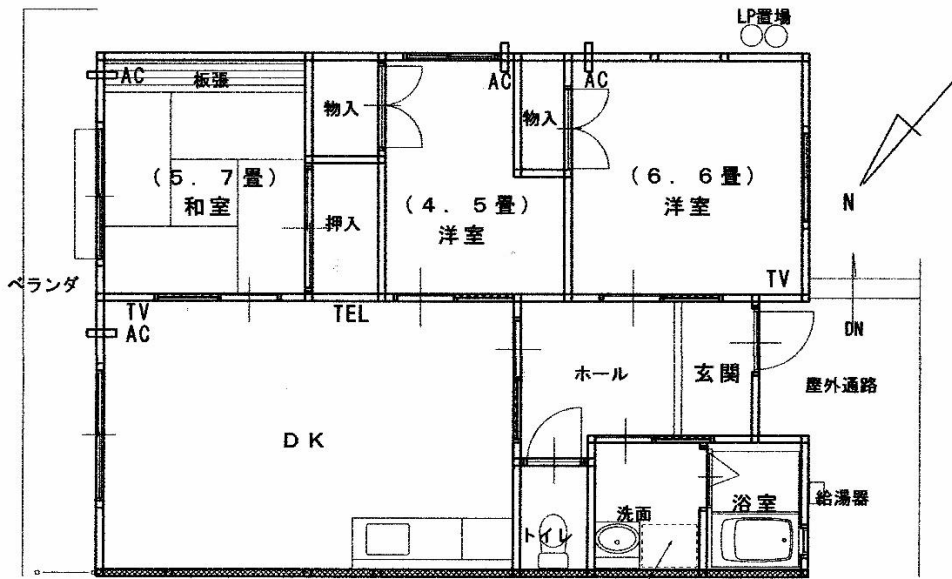 LP置場
AC
板張
物入
AC
物入
AC
(5.7畳)
和室
押入
(4.5畳)
洋室
(6.6畳)
洋室
N
ベランダ
TV
AC
TEL
TV
DN
ホール
玄関
屋外通路
DK
トイレ
洗面
浴室
給湯器